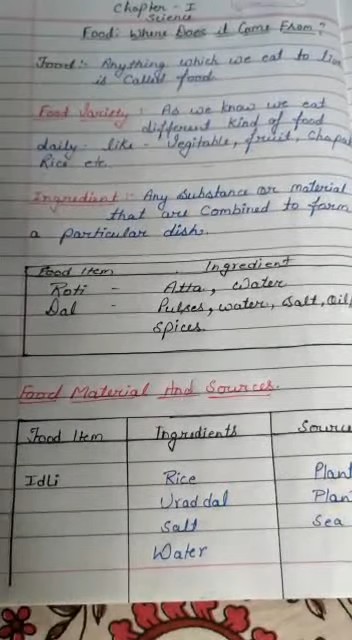 Chapter - I
Science
Food: Where Does it Come From?
Food:- Anything which we eat to live
is Called food
Food Variety: As we know we eat
different kind of food
daily like - Vegitable, fruit, Chapat
Rice etc.
Ingredient:- Any Substance or material
that are Combined to form
a particular dish.
Food Item Ingredient
Roti - Atta, Water
Dal - Pulses, water, Salt, Oil,
Spices.
Food Material And Sources.
Food Item Ingredients Source
Idli Rice Plant
Urad dal Plan
Salt Sea
Water